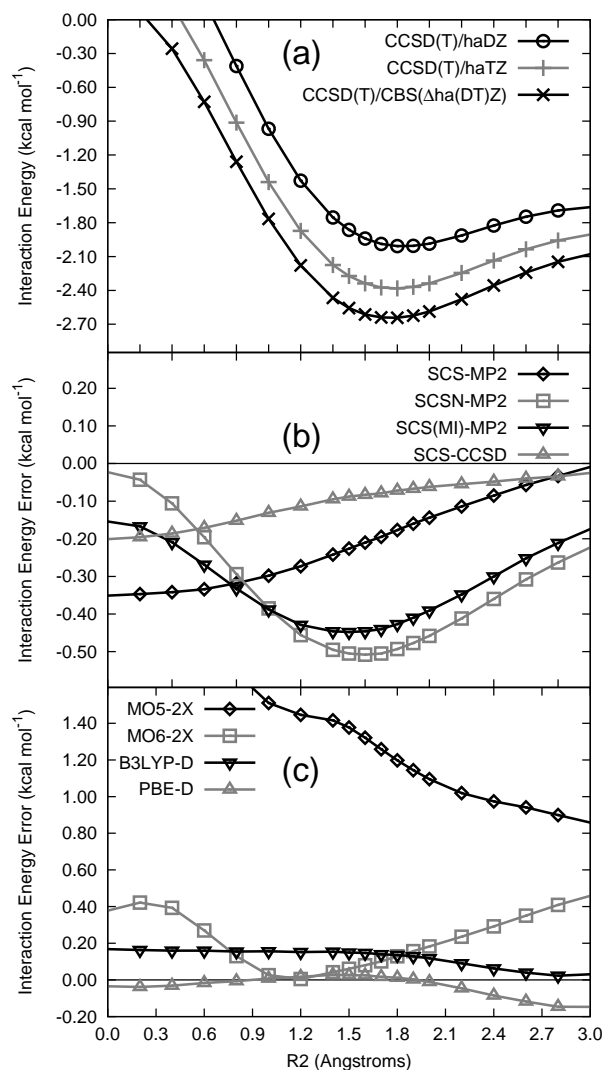 0.00
-0.30
-0.60
-0.90
-1.20
-1.50
-1.80
-2.10
-2.40
-2.70
Interaction Energy (kcal mol-1)
(a)
CCSD(T)/haDZ
CCSD(T)/haTZ
CCSD(T)/CBS(Δha(DT)Z)
0.20
0.10
0.00
-0.10
-0.20
-0.30
-0.40
-0.50
Interaction Energy Error (kcal mol-1)
(b)
SCS-MP2
SCSN-MP2
SCS(MI)-MP2
SCS-CCSD
1.40
1.20
1.00
0.80
0.60
0.40
0.20
0.00
-0.20
Interaction Energy Error (kcal mol-1)
MO5-2X
MO6-2X
B3LYP-D
PBE-D
(c)
0.0 0.3 0.6 0.9 1.2 1.5 1.8 2.1 2.4 2.7 3.0
R2 (Angstroms)